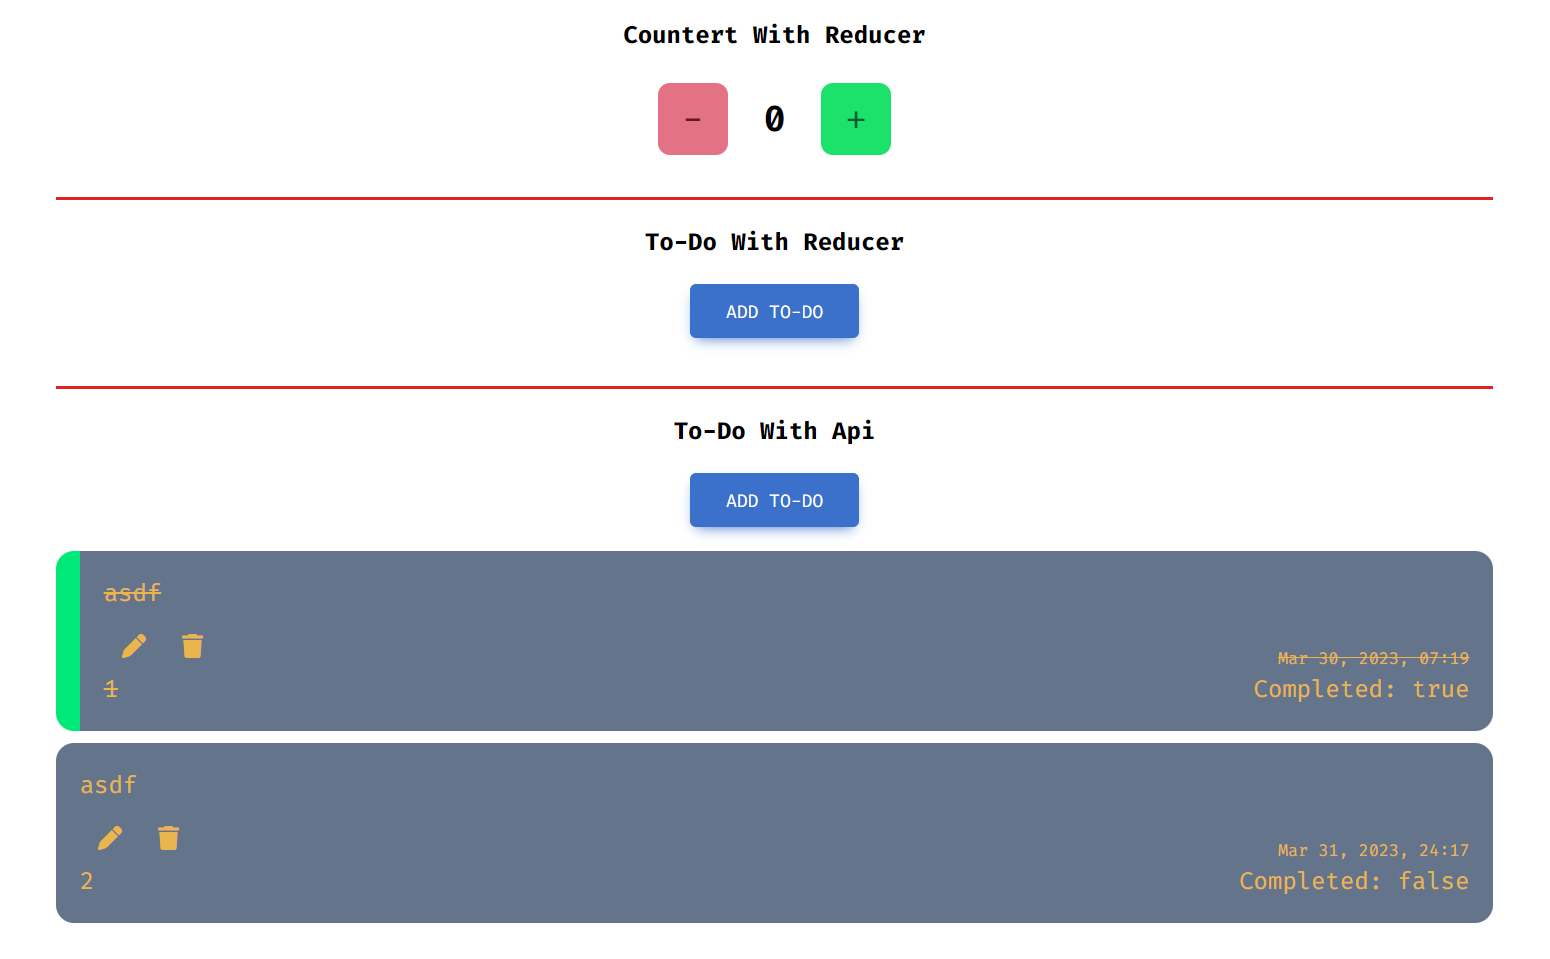 Countert With Reducer
- 0 +
To-Do With Reducer
ADD TO-DO
To-Do With Api
ADD TO-DO
asdf
Mar 30, 2023, 07:19
1 Completed: true
asdf
Mar 31, 2023, 24:17
2 Completed: false